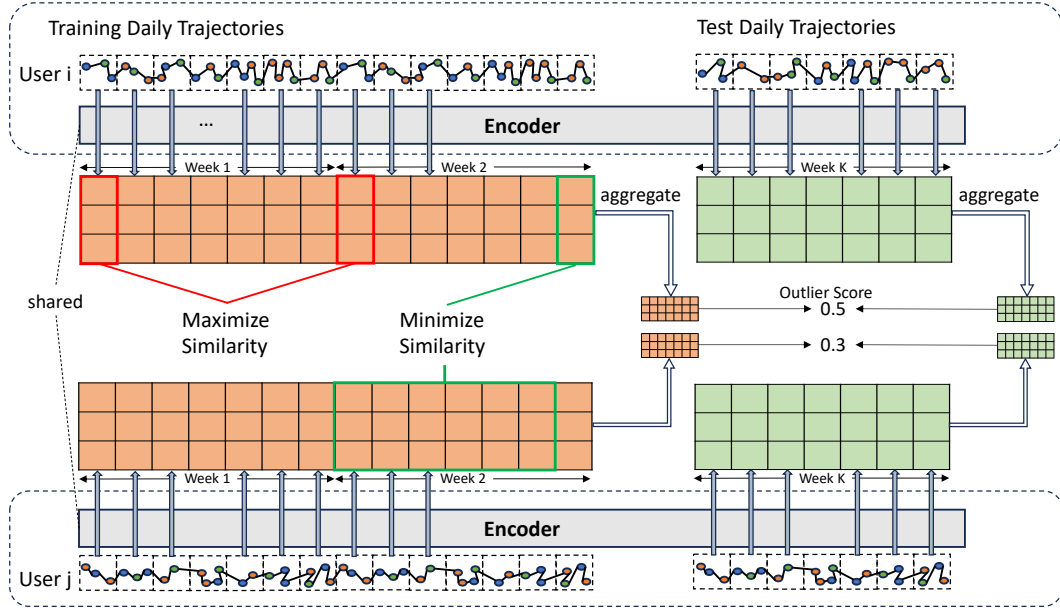 Training Daily Trajectories
Test Daily Trajectories
User i
...
Encoder
Week 1
Week 2
Week K
aggregate
aggregate
shared
Maximize
Similarity
Minimize
Similarity
Outlier Score
0.5
0.3
Week 1
Week 2
Week K
Encoder
User j